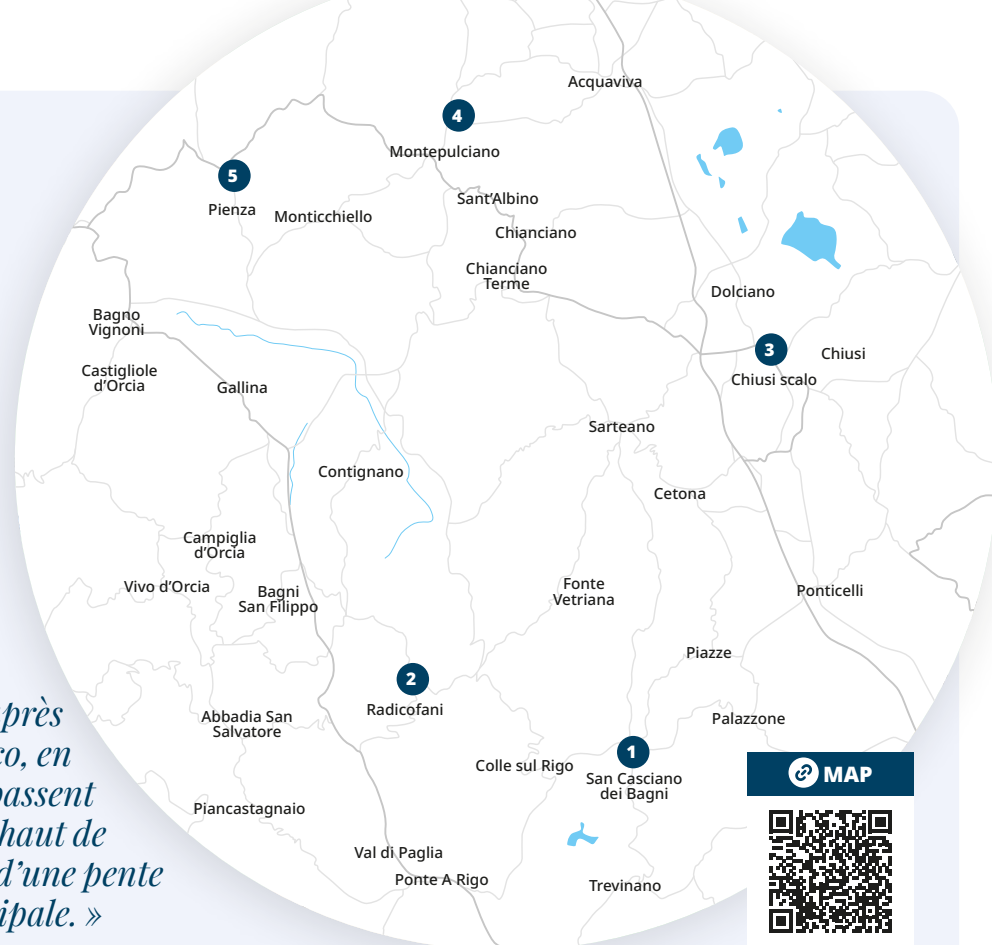 Acquaviva
4
Montepulciano
5
Pienza
Monticchiello
Sant’Albino
Chianciano
Chianciano
Terme
Dolciano
Bagno
Vignoni
3
Chiusi
Chiusi scalo
Castigliole
d’Orcia
Gallina
Sarteano
Contignano
Cetona
Campiglia
d’Orcia
Vivo d’Orcia
Bagni
San Filippo
Fonte
Vetriana
Ponticelli
Piazze
2
Radicofani
Abbadia San
Salvatore
Palazzone
1
San Casciano
dei Bagni
Colle sul Rigo
Piancastagnaio
Val di Paglia
Ponte A Rigo
Trevinano
près
co, en
passent
haut de
d’une pente
ipale. »
MAP